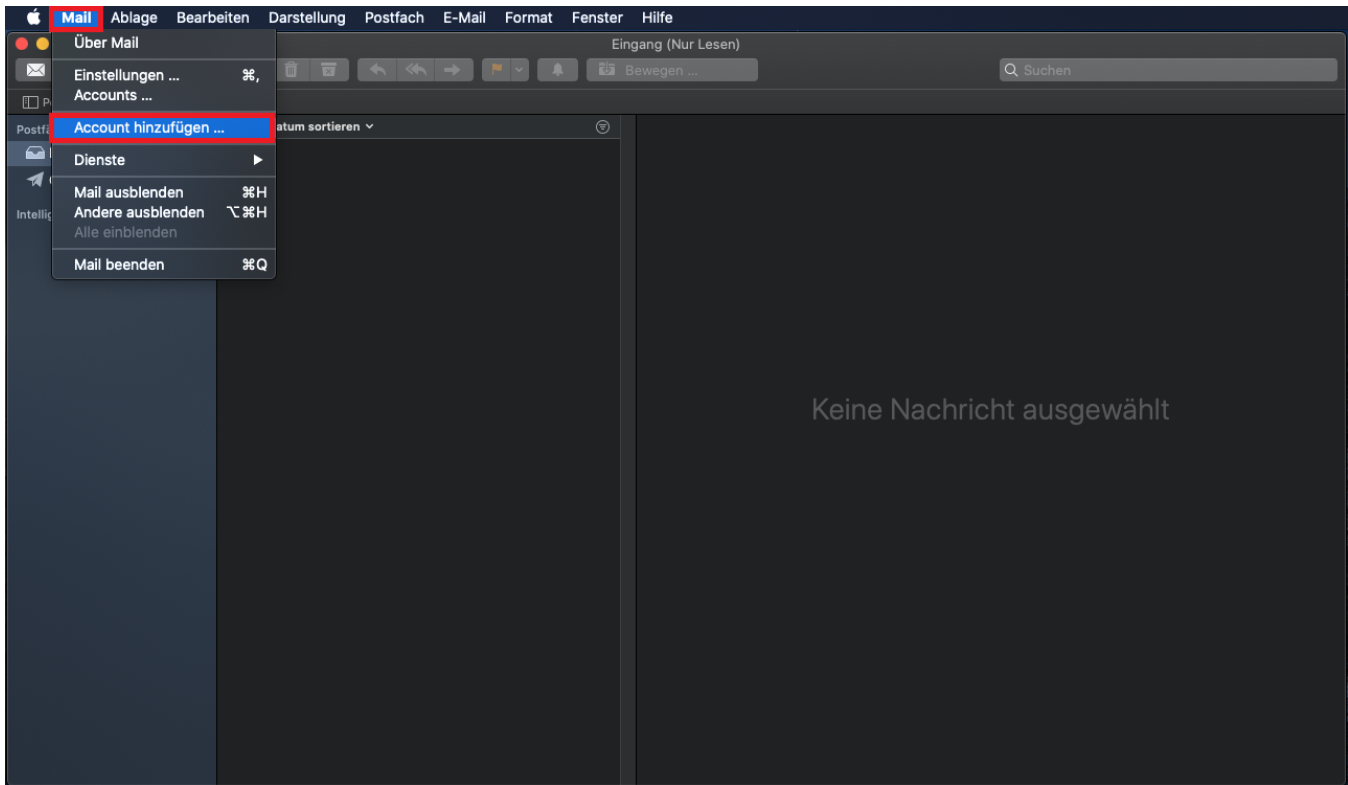 Mail Ablage Bearbeiten Darstellung Postfach E-Mail Format Fenster Hilfe
Eingang (Nur Lesen)
Über Mail
Einstellungen ... ⌘,
Accounts ...
Account hinzufügen ...
Dienste
Mail ausblenden ⌘H
Andere ausblenden ⌥⌘H
Alle einblenden
Mail beenden ⌘Q
Bewegen ...
Suchen
sortieren
Keine Nachricht ausgewählt